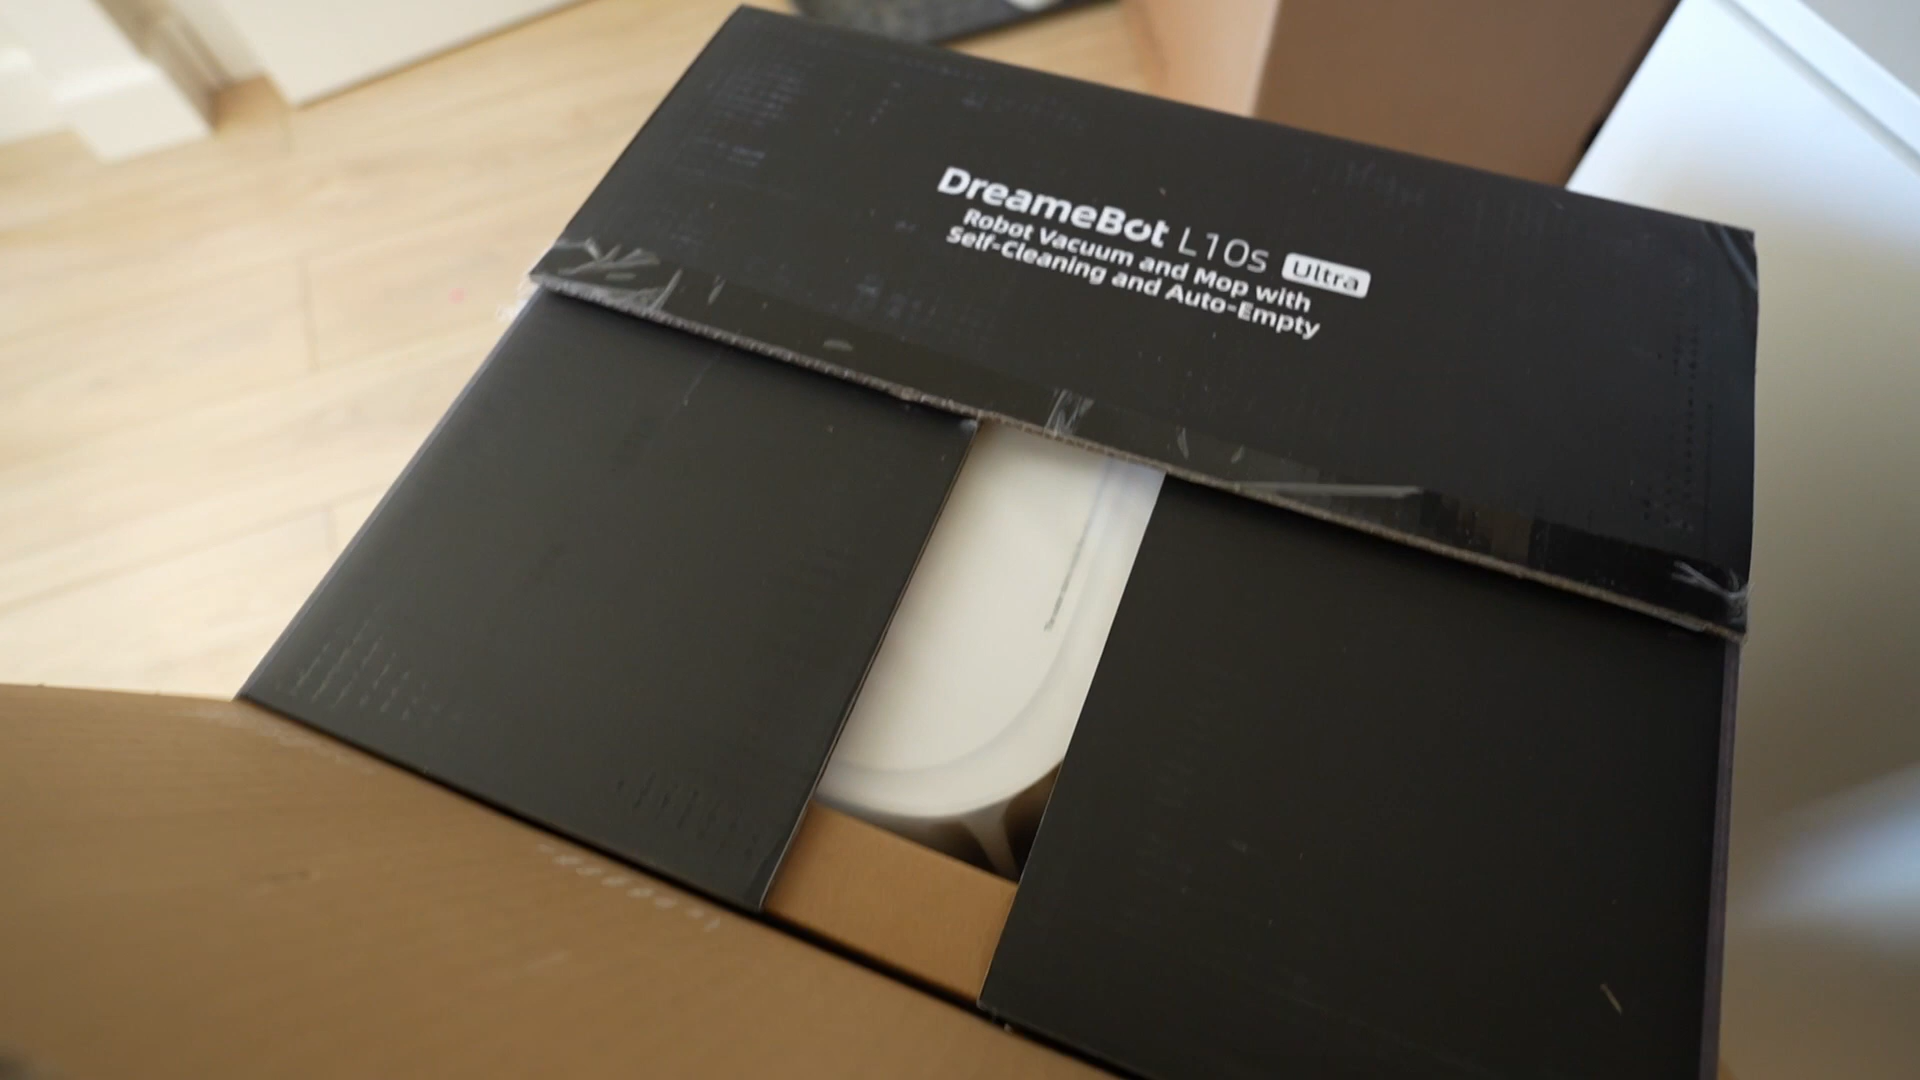 DreameBot L10s Ultra
Robot Vacuum and Mop with
Self-Cleaning and Auto-Empty